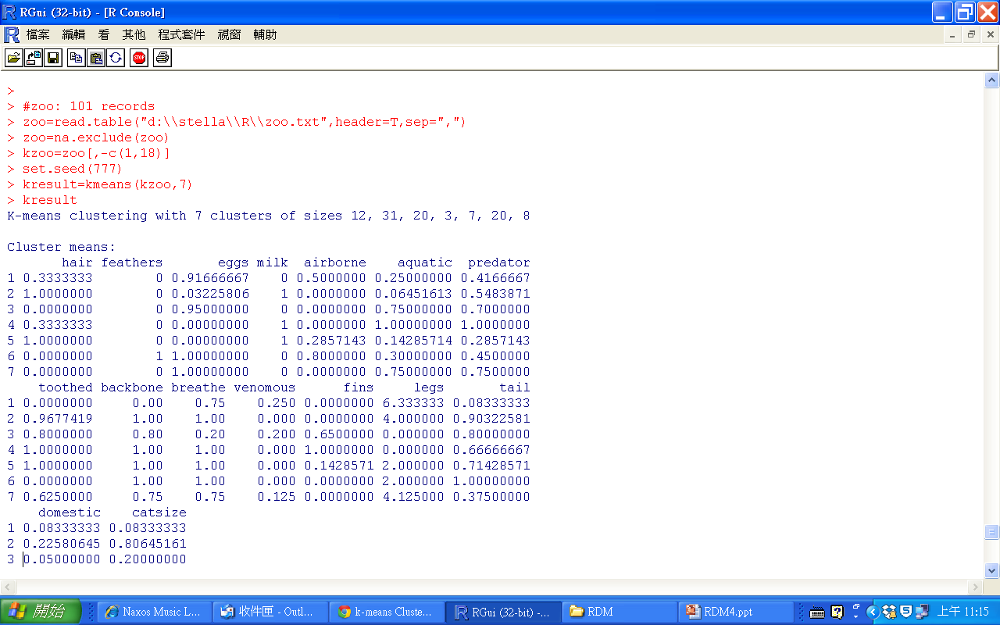 RGui (32-bit) - [R Console]
檔案 編輯 看 其他 程式套件 視窗 輔助
STOP
>
> #zoo: 101 records
> zoo=read.table("d:\\stella\\R\\zoo.txt",header=T,sep=",")
> zoo=na.exclude(zoo)
> kzoo=zoo[,-c(1,18)]
> set.seed(777)
> kresult=kmeans(kzoo,7)
> kresult
K-means clustering with 7 clusters of sizes 12, 31, 20, 3, 7, 20, 8
Cluster means:
hair feathers eggs milk airborne aquatic predator
1 0.3333333 0 0.91666667 0 0.5000000 0.25000000 0.4166667
2 1.0000000 0 0.03225806 1 0.0000000 0.06451613 0.5483871
3 0.0000000 0 0.95000000 0 0.0000000 0.75000000 0.7000000
4 0.3333333 0 0.00000000 1 0.0000000 1.00000000 1.0000000
5 1.0000000 0 0.00000000 1 0.2857143 0.14285714 0.2857143
6 0.0000000 1 1.00000000 0 0.8000000 0.30000000 0.4500000
7 0.0000000 0 1.00000000 0 0.0000000 0.75000000 0.7500000
toothed backbone breathe venomous fins legs tail
1 0.0000000 0.00 0.75 0.250 0.0000000 6.333333 0.08333333
2 0.9677419 1.00 1.00 0.000 0.0000000 4.000000 0.90322581
3 0.8000000 0.80 0.20 0.200 0.6500000 0.000000 0.80000000
4 1.0000000 1.00 1.00 0.000 1.0000000 0.000000 0.66666667
5 1.0000000 1.00 1.00 0.000 0.1428571 2.000000 0.71428571
6 0.0000000 1.00 1.00 0.000 0.0000000 2.000000 1.00000000
7 0.6250000 0.75 0.75 0.125 0.0000000 4.125000 0.37500000
domestic catsize
1 0.08333333 0.08333333
2 0.22580645 0.80645161
3 0.05000000 0.20000000
開始 Naxos Music L... 收件匣 - Outl... k-means Cluste... RGui (32-bit) -... RDM RDM4.ppt 上午 11:15